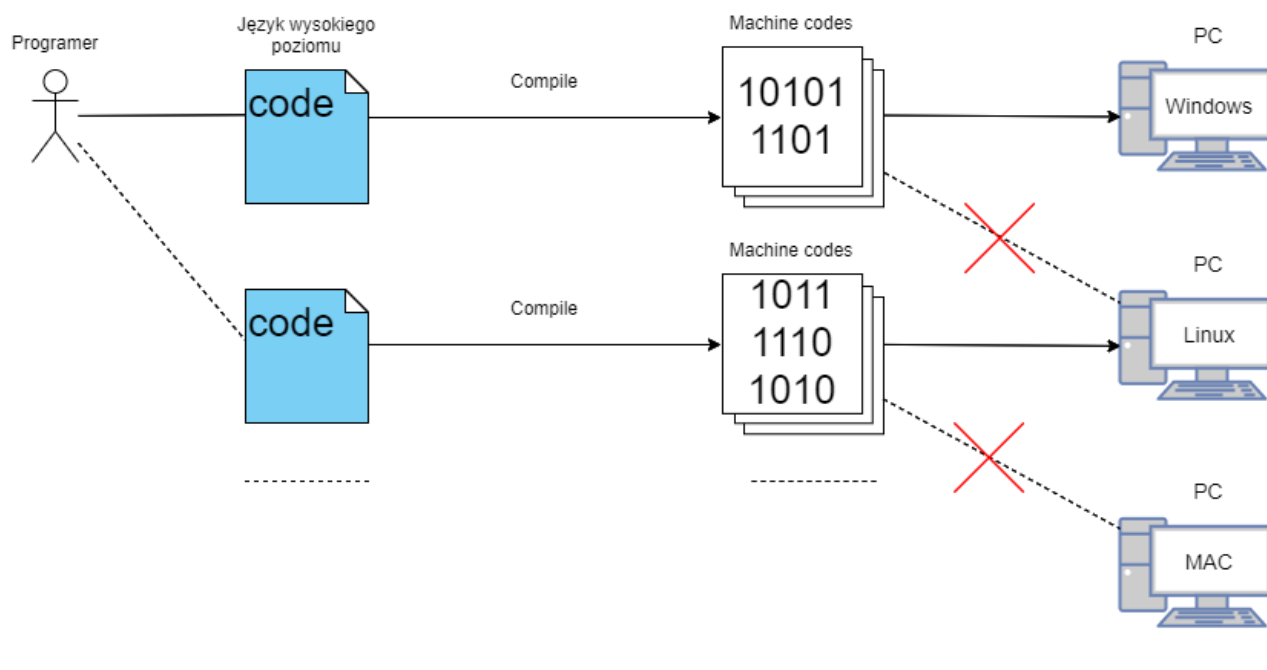 Programer
Język wysokiego
poziomu
code
Compile
Machine codes
10101
1101
PC
Windows
code
Compile
Machine codes
1011
1110
1010
PC
Linux
PC
MAC